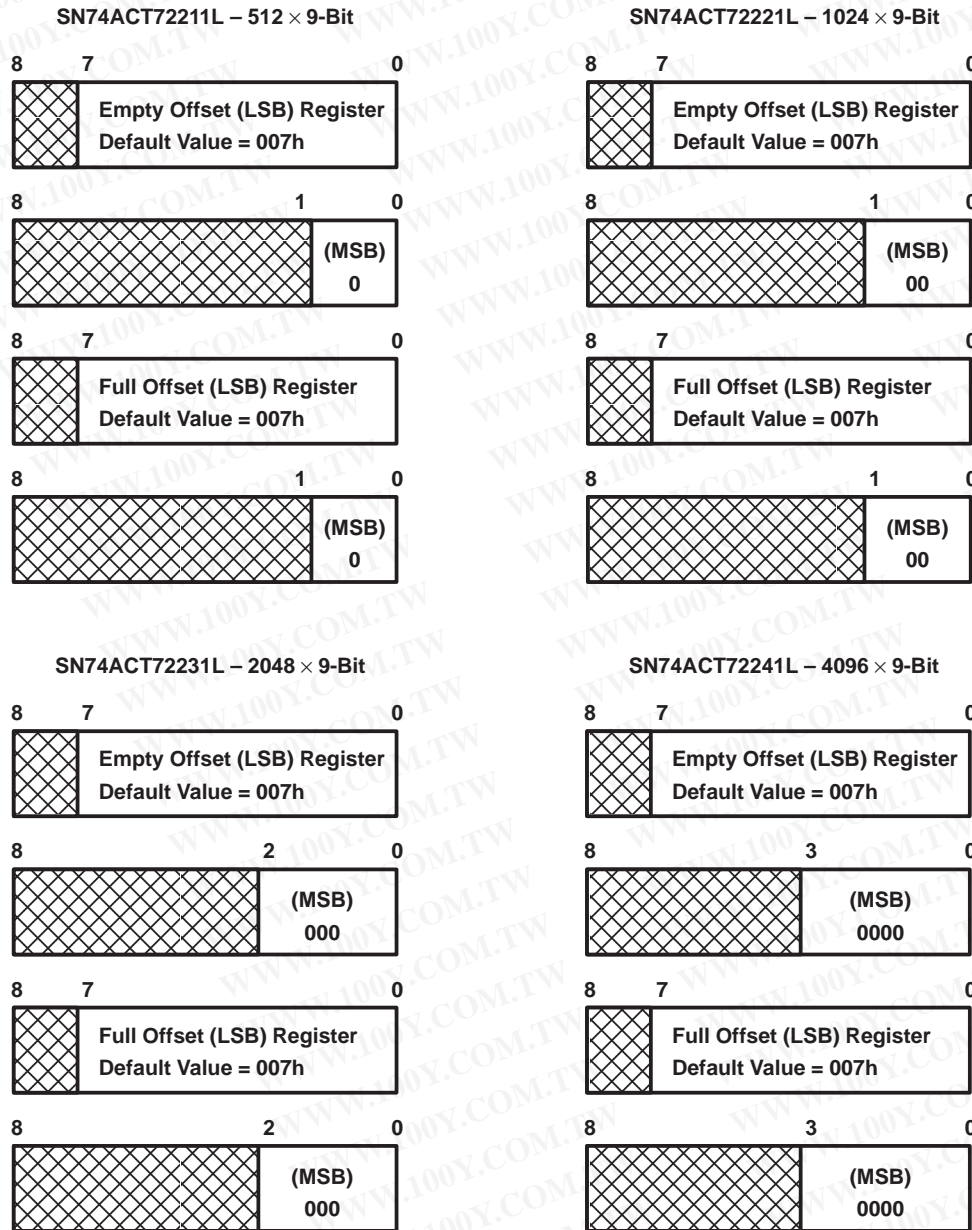 SN74ACT72211L – 512 × 9-Bit
8 7 0
Empty Offset (LSB) Register
Default Value = 007h
8 1 0
(MSB)
0
8 7 0
Full Offset (LSB) Register
Default Value = 007h
8 1 0
(MSB)
0
SN74ACT72221L – 1024 × 9-Bit
8 7 0
Empty Offset (LSB) Register
Default Value = 007h
8 1 0
(MSB)
00
8 7 0
Full Offset (LSB) Register
Default Value = 007h
8 1 0
(MSB)
00
SN74ACT72231L – 2048 × 9-Bit
8 7 0
Empty Offset (LSB) Register
Default Value = 007h
8 2 0
(MSB)
000
8 7 0
Full Offset (LSB) Register
Default Value = 007h
8 2 0
(MSB)
000
SN74ACT72241L – 4096 × 9-Bit
8 7 0
Empty Offset (LSB) Register
Default Value = 007h
8 3 0
(MSB)
0000
8 7 0
Full Offset (LSB) Register
Default Value = 007h
8 3 0
(MSB)
0000
WWW.100Y.COM.TW